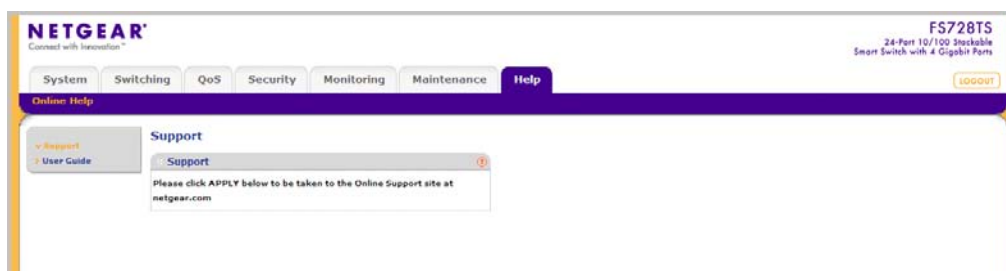 NETGEAR®
Connect with Innovation™
FS728TS
24-Port 10/100 Stackable
Smart Switch with 4 Gigabit Ports
System Switching QoS Security Monitoring Maintenance Help
LOGOUT
Online Help
Support
User Guide
Support
Support
Please click APPLY below to be taken to the Online Support site at
netgear.com